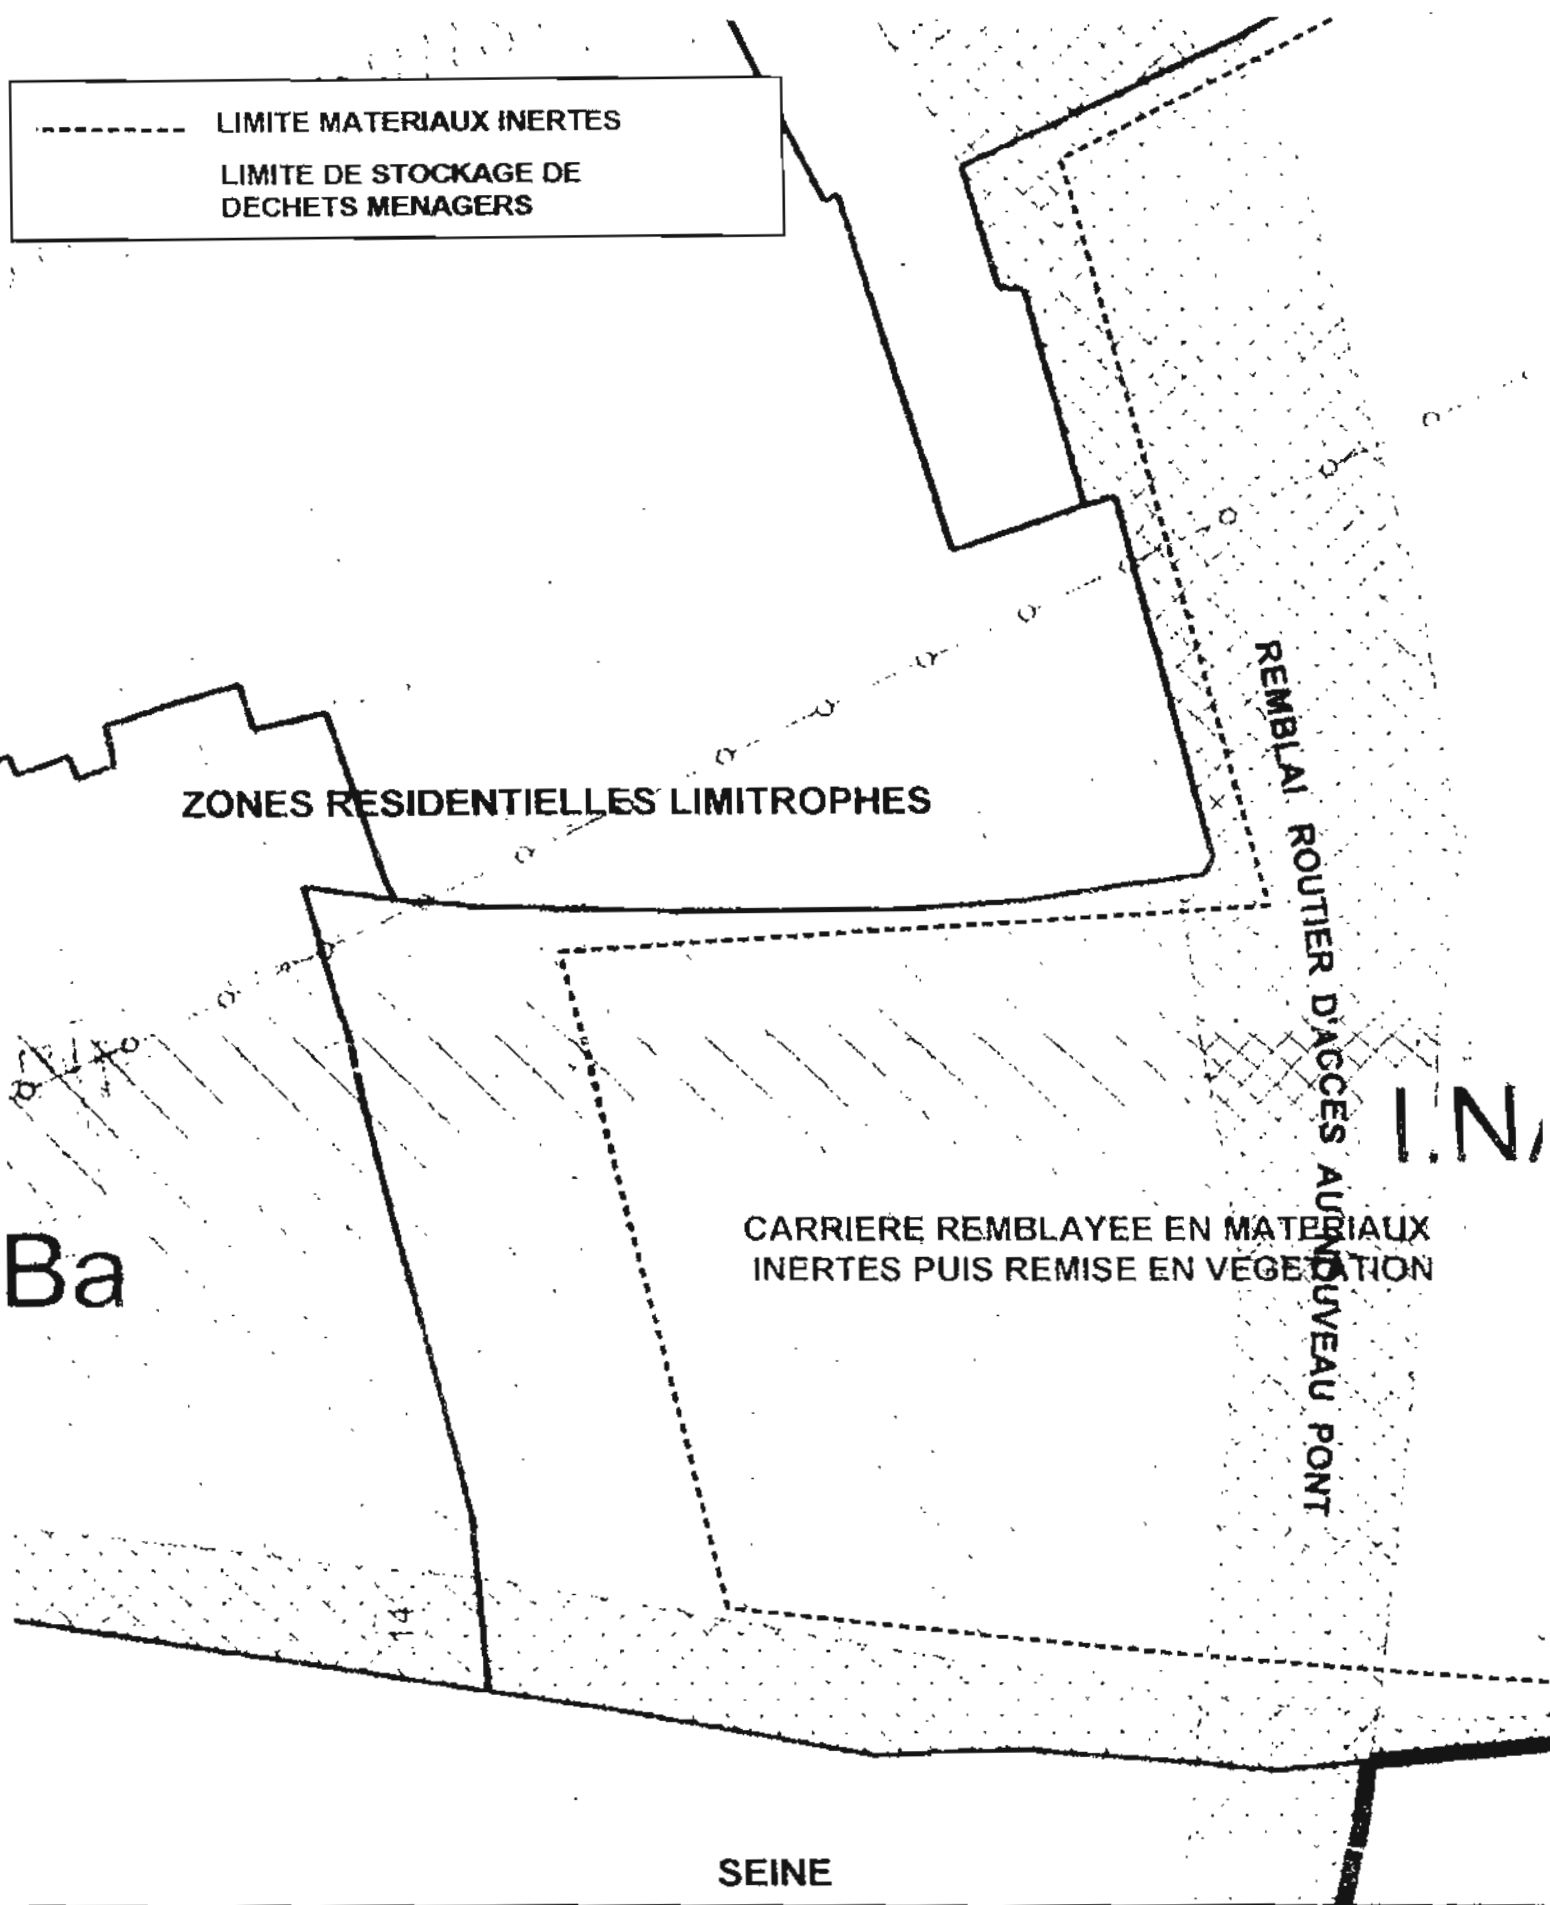 LIMITE MATERIAUX INERTES
LIMITE DE STOCKAGE DE
DECHETS MENAGERS
ZONES RESIDENTIELLES LIMITROPHES
REMBLAI ROUTIER D'ACCES AU NOUVEAU PONT
I.NA
Ba
CARRIERE REMBLAYEE EN MATERIAUX
INERTES PUIS REMISE EN VEGETATION
14
SEINE